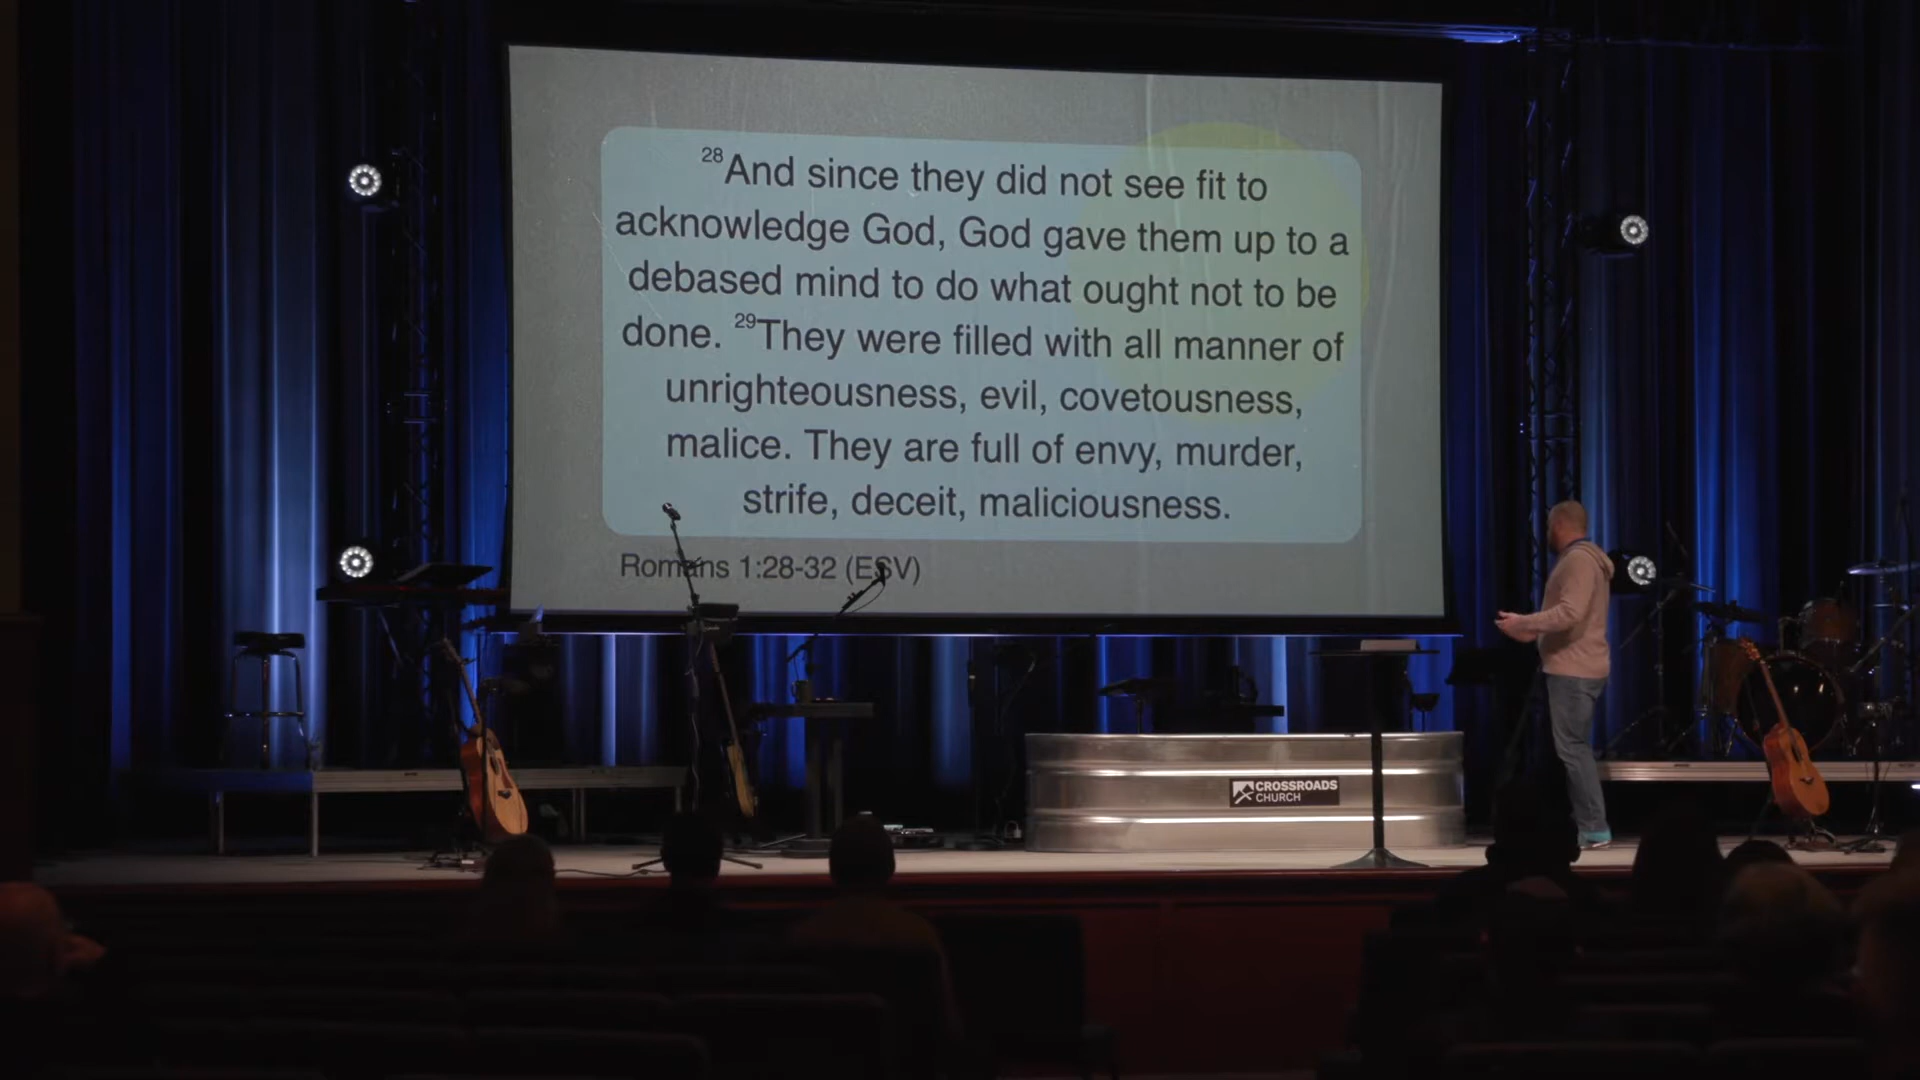 28And since they did not see fit to
acknowledge God, God gave them up to a
debased mind to do what ought not to be
done. 29They were filled with all manner of
unrighteousness, evil, covetousness,
malice. They are full of envy, murder,
strife, deceit, maliciousness.
Romans 1:28-32 (ESV)
CROSSROADS
CHURCH